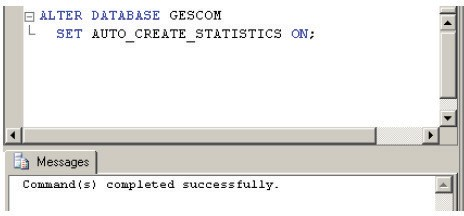 ALTER DATABASE GESCOM
SET AUTO_CREATE_STATISTICS ON;
Messages
Command(s) completed successfully.